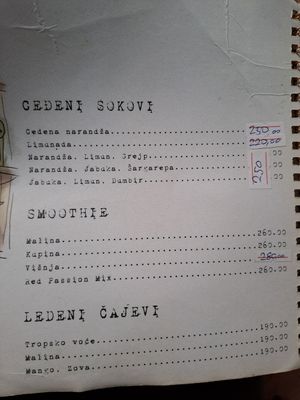 CEĐENI SOKOVI
Ceđena narandža 250,00
Limunada 220,00
Narandža. Limun. Grejp .00
Narandža. Jabuka. Šargarepa .00
Jabuka. Limun. Đumbir .00
250
SMOOTHIE
Malina 260.00
Kupina 260.00
Višnja 280.00
Red Passion Mix 260.00
LEDENI ČAJEVI
Tropsko voće 190.00
Malina 190.00
Mango. Zova 190.00